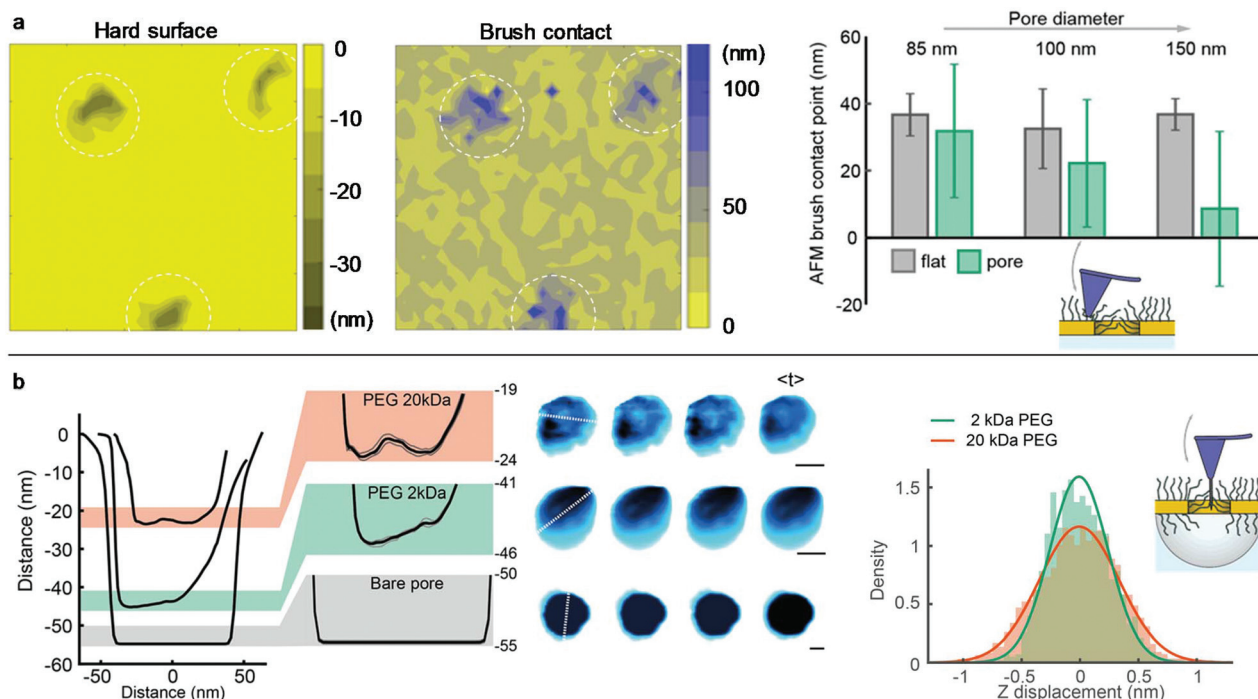 a
Hard surface
0
-10
-20
-30
(nm)
Brush contact
(nm)
100
50
0
Pore diameter
85 nm 100 nm 150 nm
AFM brush contact point (nm)
60
40
20
0
-20
flat pore
b
Distance (nm)
0
-10
-20
-30
-40
-50
-60
-50 0 50
Distance (nm)
PEG 20kDa
-19
-24
PEG 2kDa
-41
-46
Bare pore
-50
-55
<t>
2 kDa PEG
20 kDa PEG
Density
1.5
1
0.5
0
-1 -0.5 0 0.5 1
Z displacement (nm)